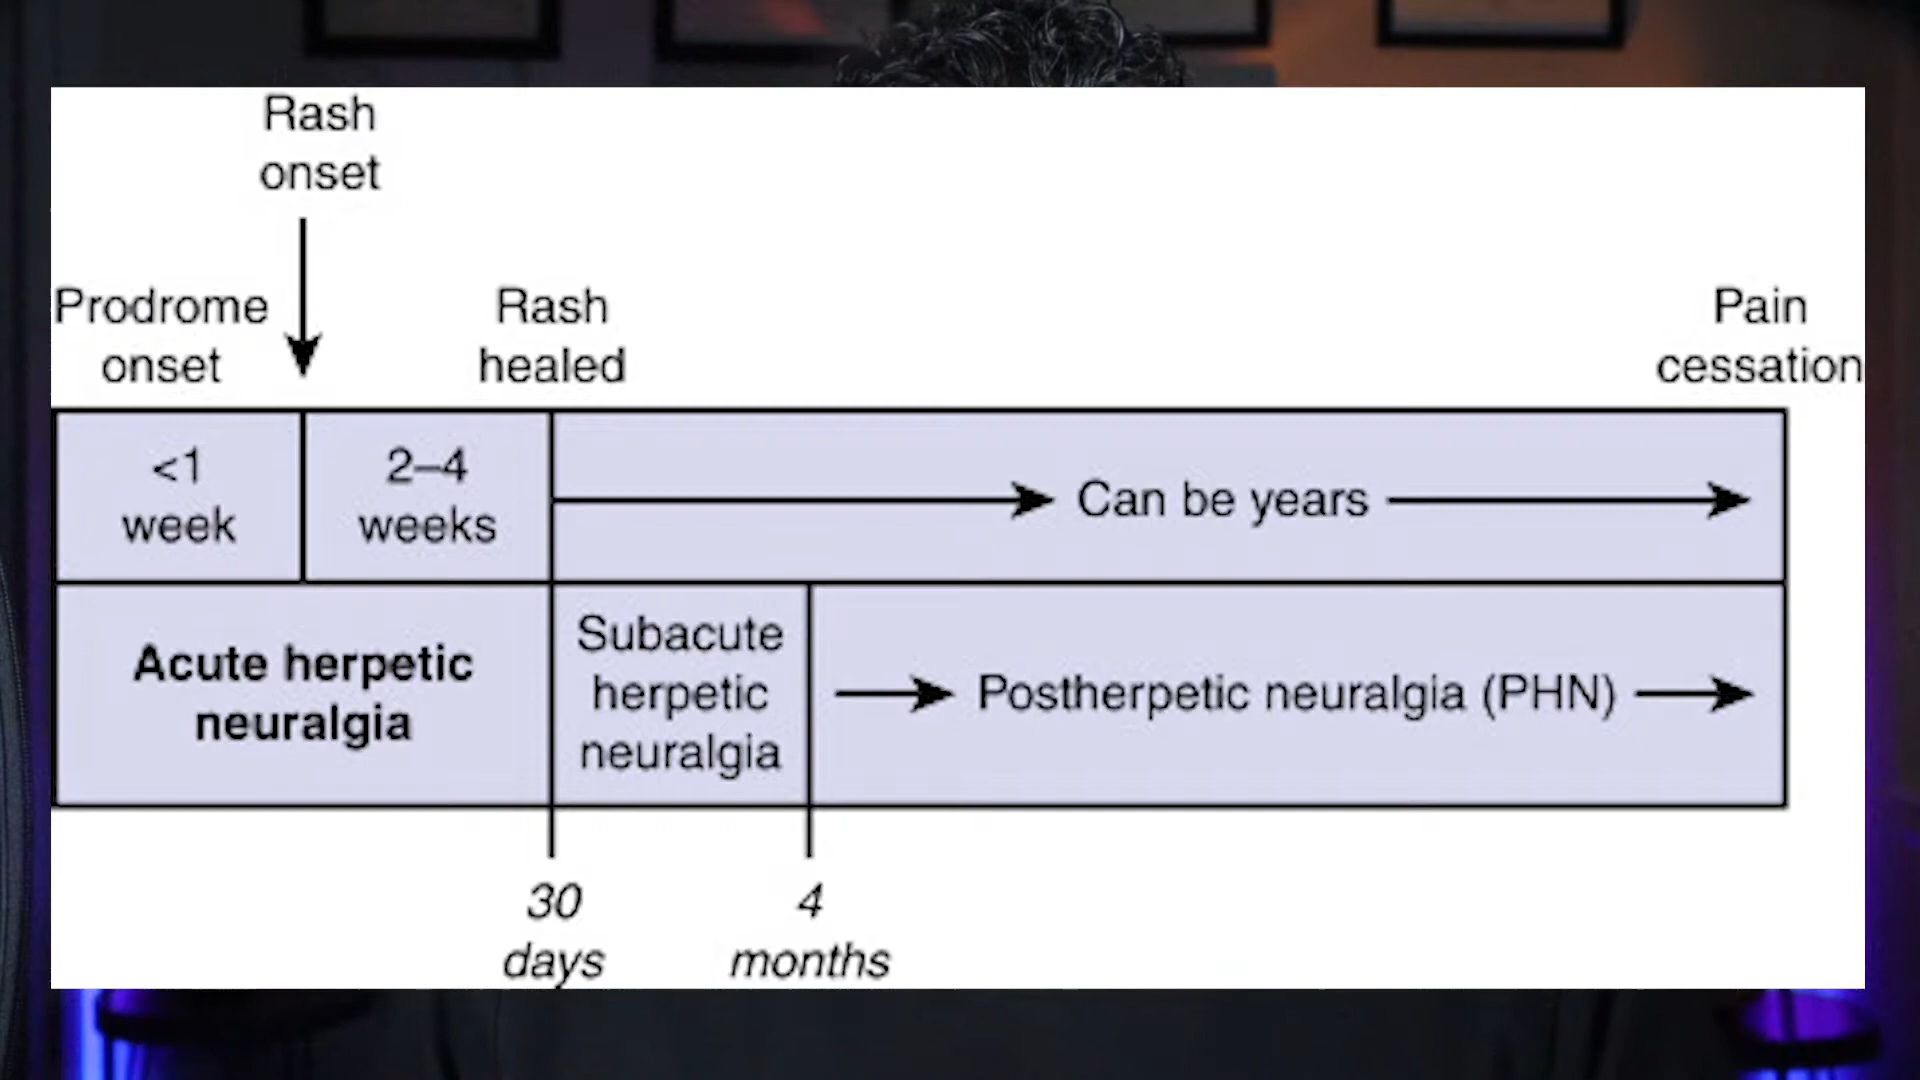 Rash
onset
Prodrome
onset
Rash
healed
Pain
cessation
<1
week
2–4
weeks
Can be years
Acute herpetic
neuralgia
Subacute
herpetic
neuralgia
Postherpetic neuralgia (PHN)
30
days
4
months